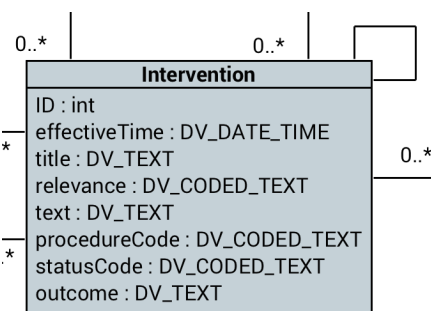 0..*
0..*
Intervention
ID : int
effectiveTime : DV_DATE_TIME
*
title : DV_TEXT
0..*
relevance : DV_CODED_TEXT
text : DV_TEXT
procedureCode : DV_CODED_TEXT
.*
statusCode : DV_CODED_TEXT
outcome : DV_TEXT